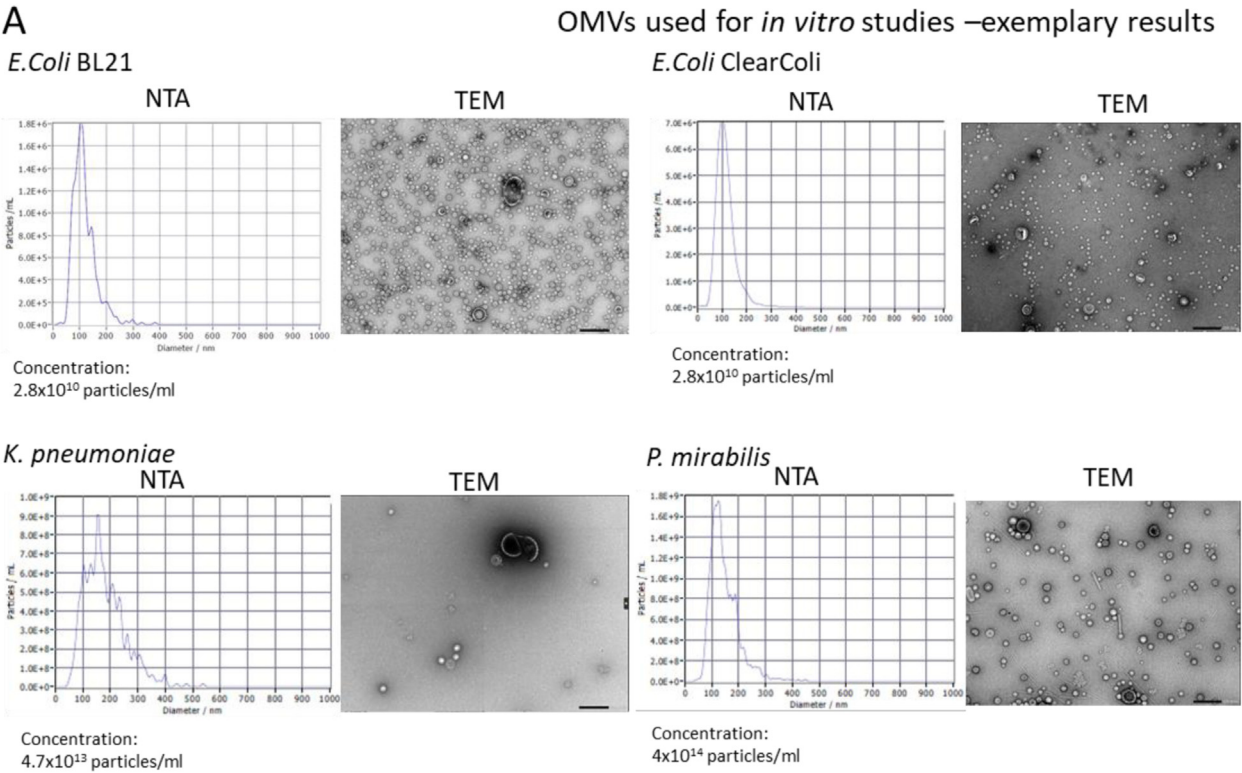 A
OMVs used for in vitro studies –exemplary results
E.Coli BL21
NTA
TEM
1.8E+6
1.6E+6
1.4E+6
1.2E+6
1.0E+6
8.0E+5
6.0E+5
4.0E+5
2.0E+5
0.0E+0
Particles / mL
0 100 200 300 400 500 600 700 800 900 1000
Diameter / nm
Concentration:
2.8x10¹⁰ particles/ml
E.Coli ClearColi
NTA
TEM
7.0E+6
6.0E+6
5.0E+6
4.0E+6
3.0E+6
2.0E+6
1.0E+6
0.0E+0
Particles / mL
0 100 200 300 400 500 600 700 800 900 1000
Diameter / nm
Concentration:
2.8x10¹⁰ particles/ml
K. pneumoniae
NTA
TEM
1.0E+9
9.0E+8
8.0E+8
7.0E+8
6.0E+8
5.0E+8
4.0E+8
3.0E+8
2.0E+8
1.0E+8
0.0E+0
Particles / mL
0 100 200 300 400 500 600 700 800 900 1000
Diameter / nm
Concentration:
4.7x10¹³ particles/ml
P. mirabilis
NTA
TEM
1.8E+9
1.6E+9
1.4E+9
1.2E+9
1.0E+9
8.0E+8
6.0E+8
4.0E+8
2.0E+8
0.0E+0
Particles / mL
0 100 200 300 400 500 600 700 800 900 1000
Diameter / nm
Concentration:
4x10¹⁴ particles/ml